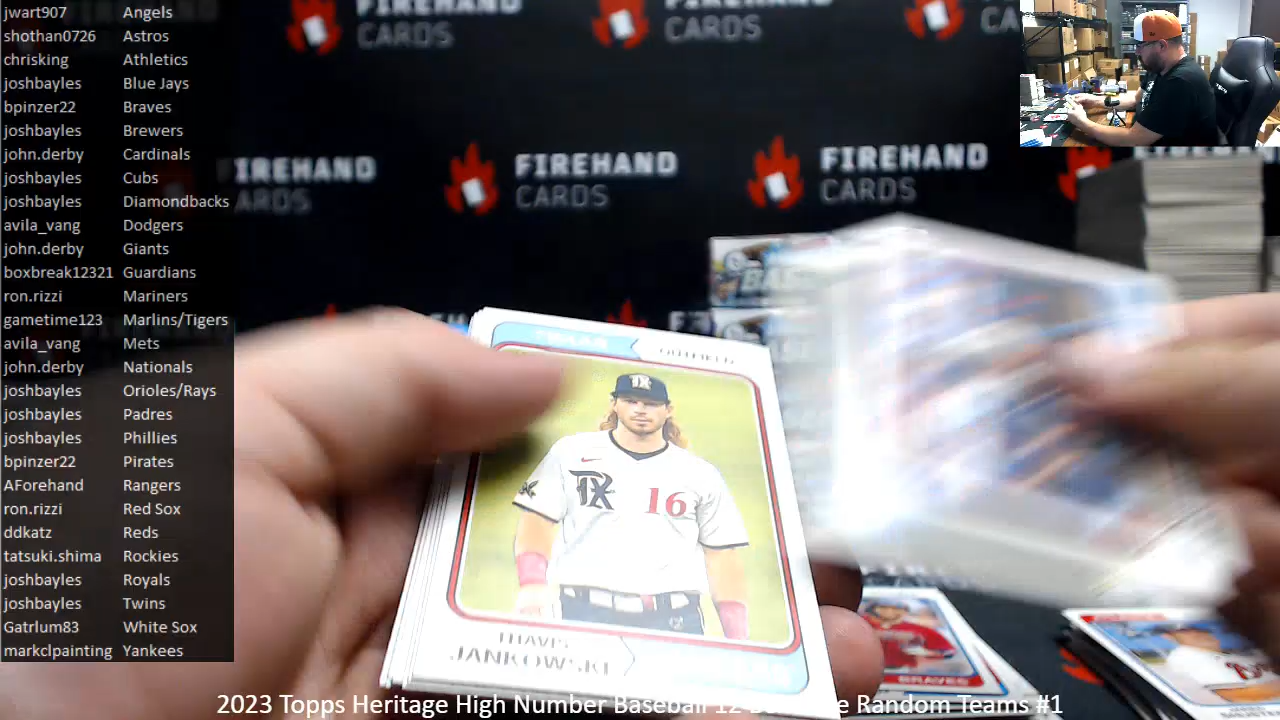 jwart907 Angels
shothan0726 Astros
chrisking Athletics
joshbayles Blue Jays
bpinzer22 Braves
joshbayles Brewers
john.derby Cardinals
joshbayles Cubs
joshbayles Diamondbacks
avila_vang Dodgers
john.derby Giants
boxbreak12321 Guardians
ron.rizzi Mariners
gametime123 Marlins/Tigers
avila_vang Mets
john.derby Nationals
joshbayles Orioles/Rays
joshbayles Padres
joshbayles Phillies
bpinzer22 Pirates
AForehand Rangers
ron.rizzi Red Sox
ddkatz Reds
tatsuki.shima Rockies
joshbayles Royals
joshbayles Twins
Gatrlum83 White Sox
markclpainting Yankees
FIREHAND
CARDS
FIREHAND
CARDS
CARDS
CARDS
OUTFIELD
TX
16
TRAVIS
JANKOWSKI
BRAVES
2023 Topps Heritage High Number Baseball 12 Random Teams #1